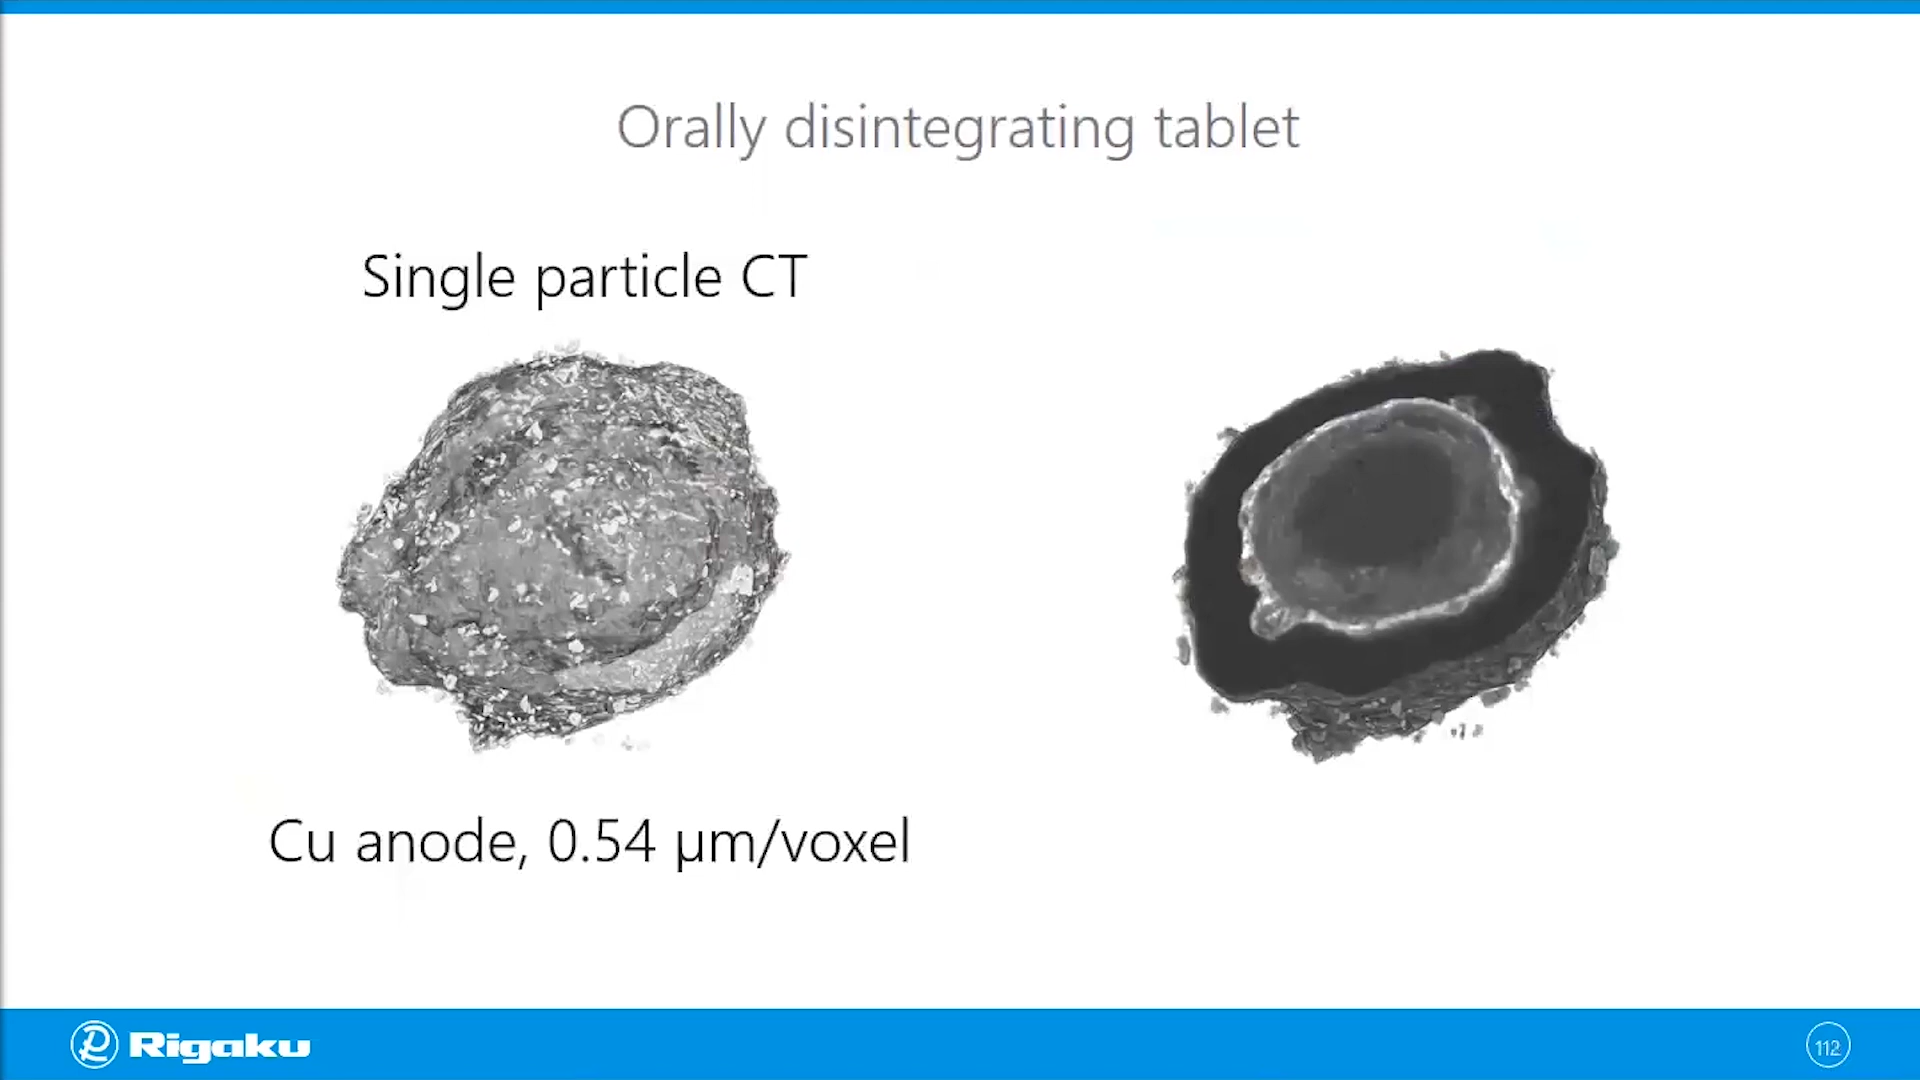 Orally disintegrating tablet
Single particle CT
Cu anode, 0.54 µm/voxel
Rigaku
112